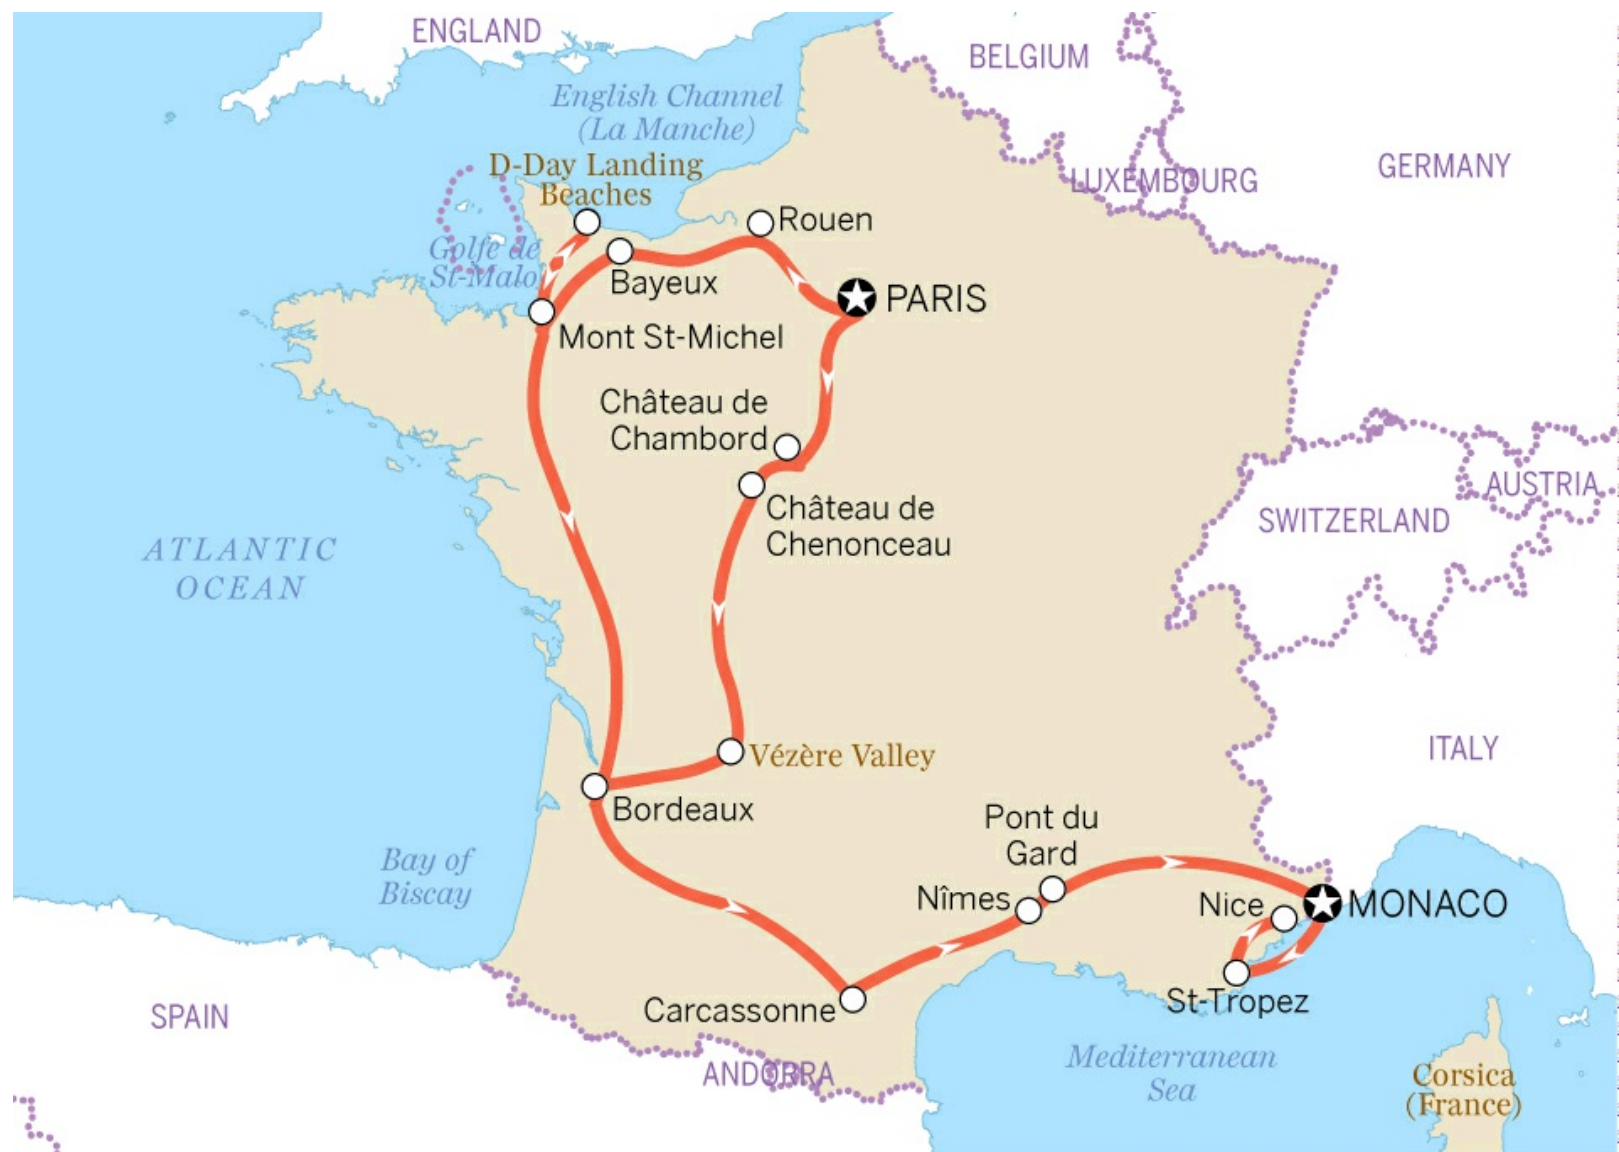 ENGLAND
BELGIUM
English Channel
(La Manche)
D-Day Landing
Beaches
LUXEMBOURG
GERMANY
Rouen
Golfe de
St-Malo
Bayeux
PARIS
Mont St-Michel
Château de
Chambord
Château de
Chenonceau
AUSTRIA
SWITZERLAND
ATLANTIC
OCEAN
Vézère Valley
ITALY
Bordeaux
Pont du
Gard
Bay of
Biscay
Nîmes
Nice
MONACO
St-Tropez
Carcassonne
SPAIN
ANDORRA
Mediterranean
Sea
Corsica
(France)